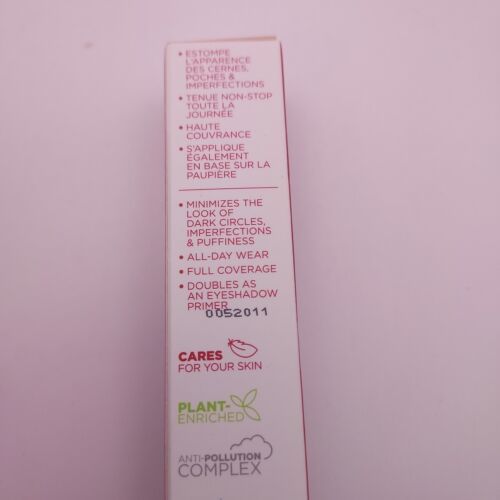 • ESTOMPE
L'APPARENCE
DES CERNES,
POCHES &
IMPERFECTIONS
• TENUE NON-STOP
TOUTE LA
JOURNÉE
• HAUTE
COUVRANCE
• S'APPLIQUE
ÉGALEMENT
EN BASE SUR LA
PAUPIÈRE
• MINIMIZES THE
LOOK OF
DARK CIRCLES,
IMPERFECTIONS
& PUFFINESS
• ALL-DAY WEAR
• FULL COVERAGE
• DOUBLES AS
AN EYESHADOW
PRIMER
0052011
CARES
FOR YOUR SKIN
PLANT-
ENRICHED
ANTI-POLLUTION
COMPLEX